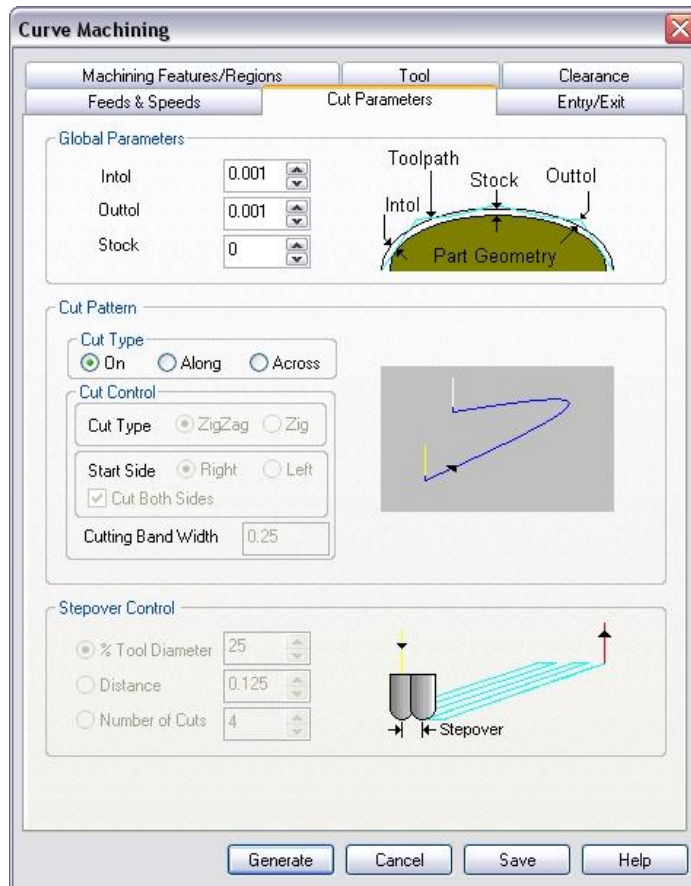 Curve Machining
Machining Features/Regions Tool Clearance
Feeds & Speeds Cut Parameters Entry/Exit
Global Parameters
Intol 0.001
Outtol 0.001
Stock 0
Toolpath
Stock Outtol
Intol
Part Geometry
Cut Pattern
Cut Type
On Along Across
Cut Control
Cut Type ZigZag Zig
Start Side Right Left
Cut Both Sides
Cutting Band Width 0.25
Stepover Control
% Tool Diameter 25
Distance 0.125
Number of Cuts 4
Stepover
Generate Cancel Save Help